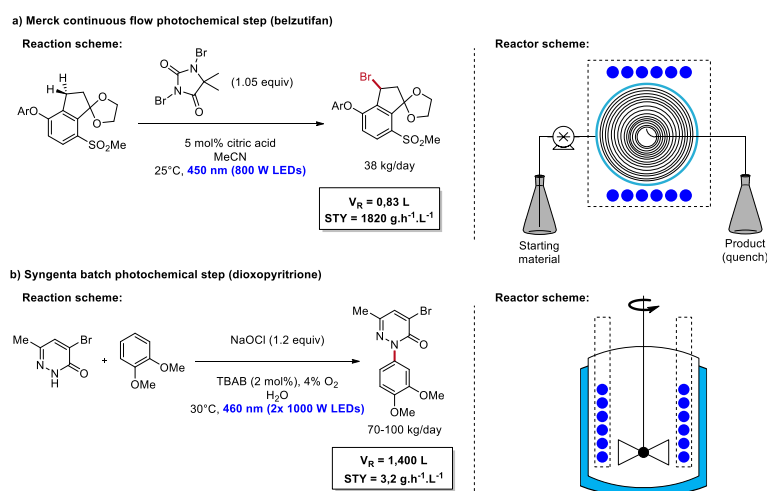 a) Merck continuous flow photochemical step (belzutifan)
Reaction scheme:
Reactor scheme:
H
H
ArO
O
O
SO₂Me
Br
N
O
N
Br
O
(1.05 equiv)
5 mol% citric acid
MeCN
25°C, 450 nm (800 W LEDs)
Br
ArO
O
O
SO₂Me
38 kg/day
V_R = 0,83 L
STY = 1820 g.h⁻¹.L⁻¹
Starting
material
Product
(quench)
b) Syngenta batch photochemical step (dioxopyritrione)
Reaction scheme:
Reactor scheme:
Me
Br
N
N
H
O
+
OMe
OMe
NaOCl (1.2 equiv)
TBAB (2 mol%), 4% O₂
H₂O
30°C, 460 nm (2x 1000 W LEDs)
Me
Br
N
N
O
OMe
OMe
70-100 kg/day
V_R = 1,400 L
STY = 3,2 g.h⁻¹.L⁻¹